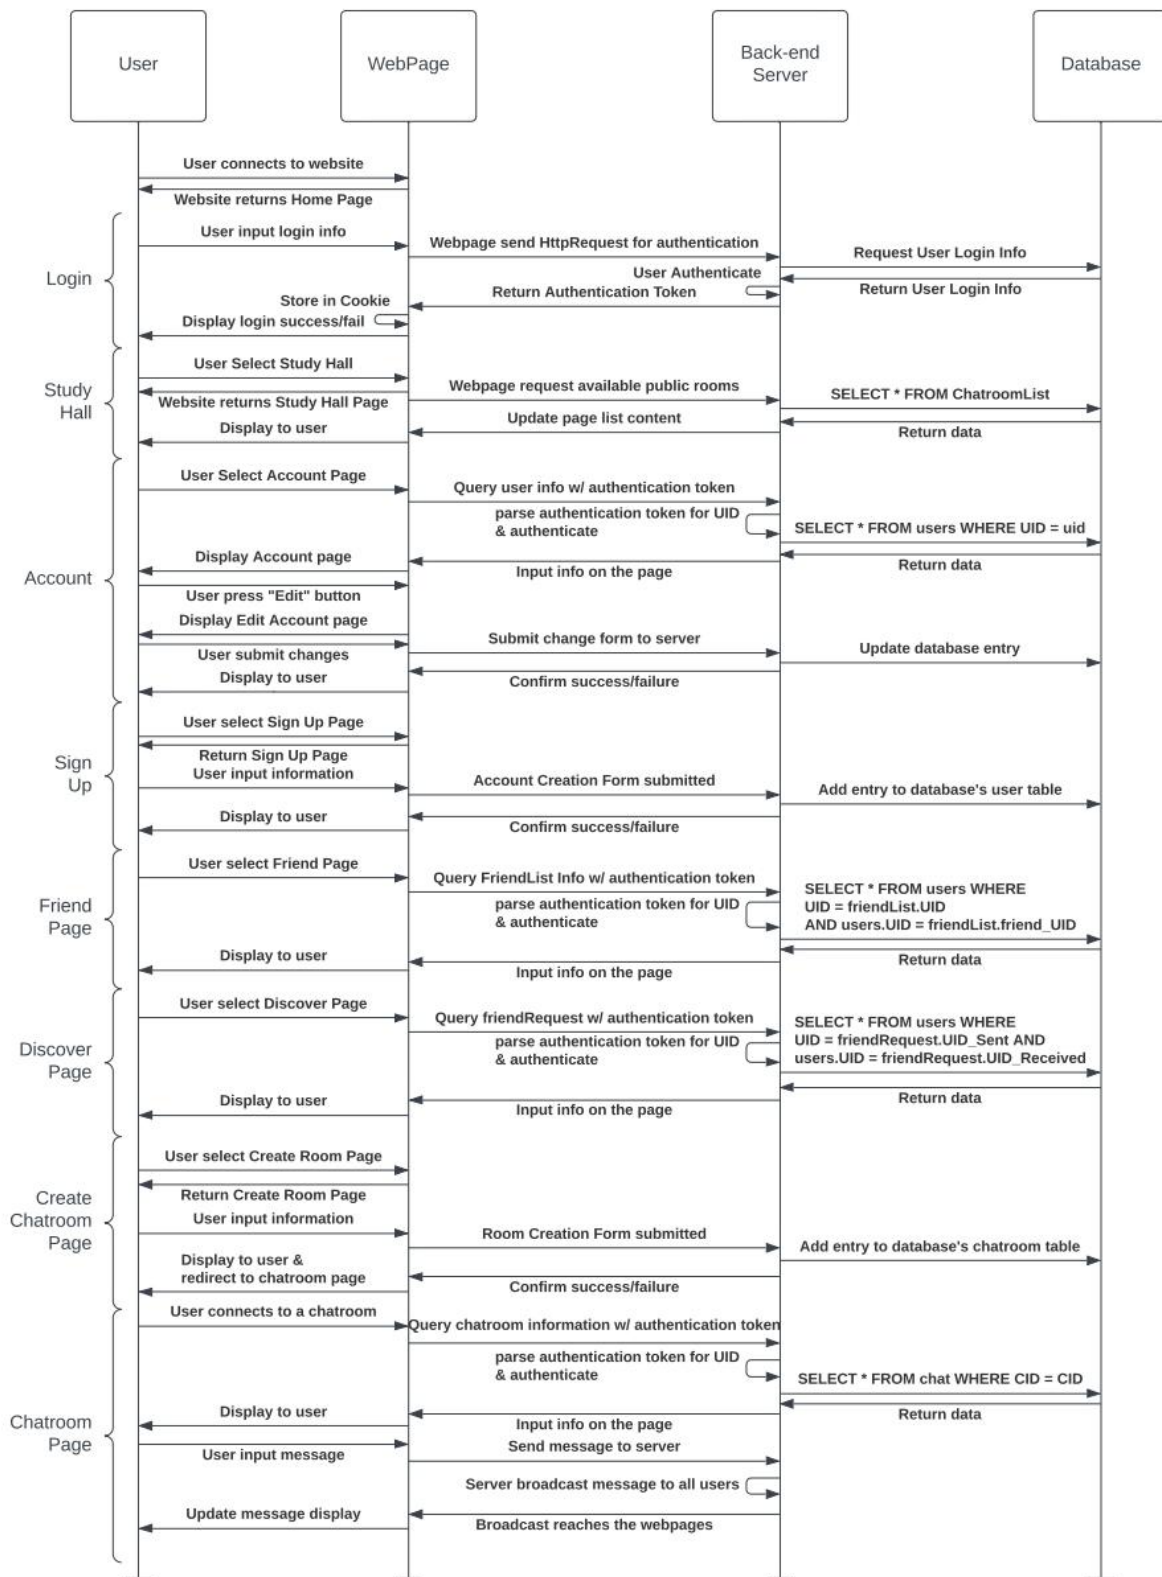 User
WebPage
Back-end
Server
Database
User connects to website
Website returns Home Page
Login
User input login info
Webpage send HttpRequest for authentication
Request User Login Info
User Authenticate
Return User Login Info
Return Authentication Token
Store in Cookie
Display login success/fail
Study
Hall
User Select Study Hall
Website returns Study Hall Page
Webpage request available public rooms
SELECT * FROM ChatroomList
Update page list content
Return data
Display to user
Account
User Select Account Page
Query user info w/ authentication token
parse authentication token for UID
& authenticate
SELECT * FROM users WHERE UID = uid
Return data
Display Account page
Input info on the page
User press "Edit" button
Display Edit Account page
User submit changes
Submit change form to server
Update database entry
Display to user
Confirm success/failure
Sign
Up
User select Sign Up Page
Return Sign Up Page
User input information
Account Creation Form submitted
Add entry to database's user table
Display to user
Confirm success/failure
Friend
Page
User select Friend Page
Query FriendList Info w/ authentication token
parse authentication token for UID
& authenticate
SELECT * FROM users WHERE
UID = friendList.UID
AND users.UID = friendList.friend_UID
Return data
Display to user
Input info on the page
Discover
Page
User select Discover Page
Query friendRequest w/ authentication token
parse authentication token for UID
& authenticate
SELECT * FROM users WHERE
UID = friendRequest.UID_Sent AND
users.UID = friendRequest.UID_Received
Return data
Display to user
Input info on the page
Create
Chatroom
Page
User select Create Room Page
Return Create Room Page
User input information
Room Creation Form submitted
Add entry to database's chatroom table
Display to user &
redirect to chatroom page
Confirm success/failure
Chatroom
Page
User connects to a chatroom
Query chatroom information w/ authentication token
parse authentication token for UID
& authenticate
SELECT * FROM chat WHERE CID = CID
Return data
Display to user
Input info on the page
User input message
Send message to server
Server broadcast message to all users
Update message display
Broadcast reaches the webpages